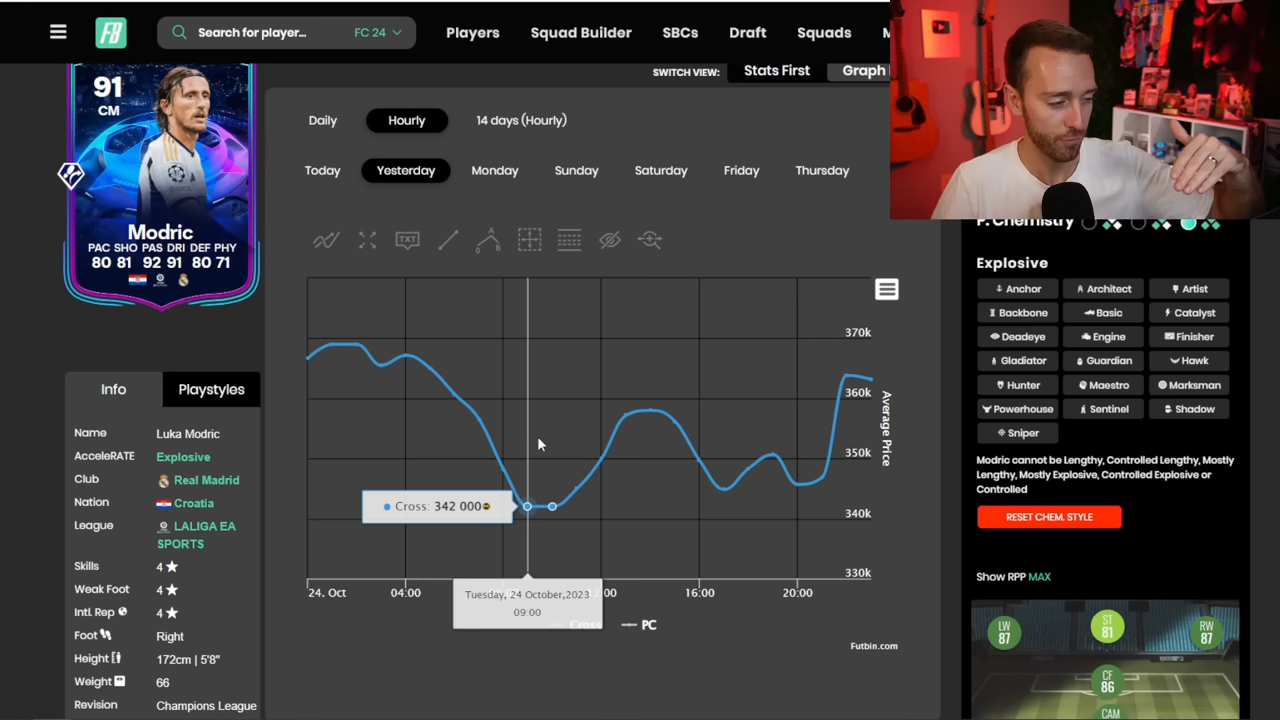 FB
Search for player...
FC 24
Players
Squad Builder
SBCs
Draft
Squads
M
SWITCH VIEW:
Stats First
Graph
91
CM
Modric
PAC SHO PAS DRI DEF PHY
80 81 92 91 80 71
Daily
Hourly
14 days (Hourly)
Today
Yesterday
Monday
Sunday
Saturday
Friday
Thursday
TXT
A
B
0
370k
360k
350k
340k
330k
Average Price
Cross: 342 000
24. Oct
04:00
12:00
16:00
20:00
Tuesday, 24 October,2023
09:00
Cross
PC
Futbin.com
Info
Playstyles
Name
Luka Modric
AcceleRATE
Explosive
Club
Real Madrid
Nation
Croatia
League
LALIGA EA
SPORTS
Skills
4
Weak Foot
4
Intl. Rep
4
Foot
Right
Height
172cm | 5'8"
Weight
66
Revision
Champions League
P. Chemistry
Explosive
Anchor
Architect
Artist
Backbone
Basic
Catalyst
Deadeye
Engine
Finisher
Gladiator
Guardian
Hawk
Hunter
Maestro
Marksman
Powerhouse
Sentinel
Shadow
Sniper
Modric cannot be Lengthy, Controlled Lengthy, Mostly
Lengthy, Mostly Explosive, Controlled Explosive or
Controlled
RESET CHEM. STYLE
Show RPP MAX
LW
87
ST
81
RW
87
CF
86
CAM